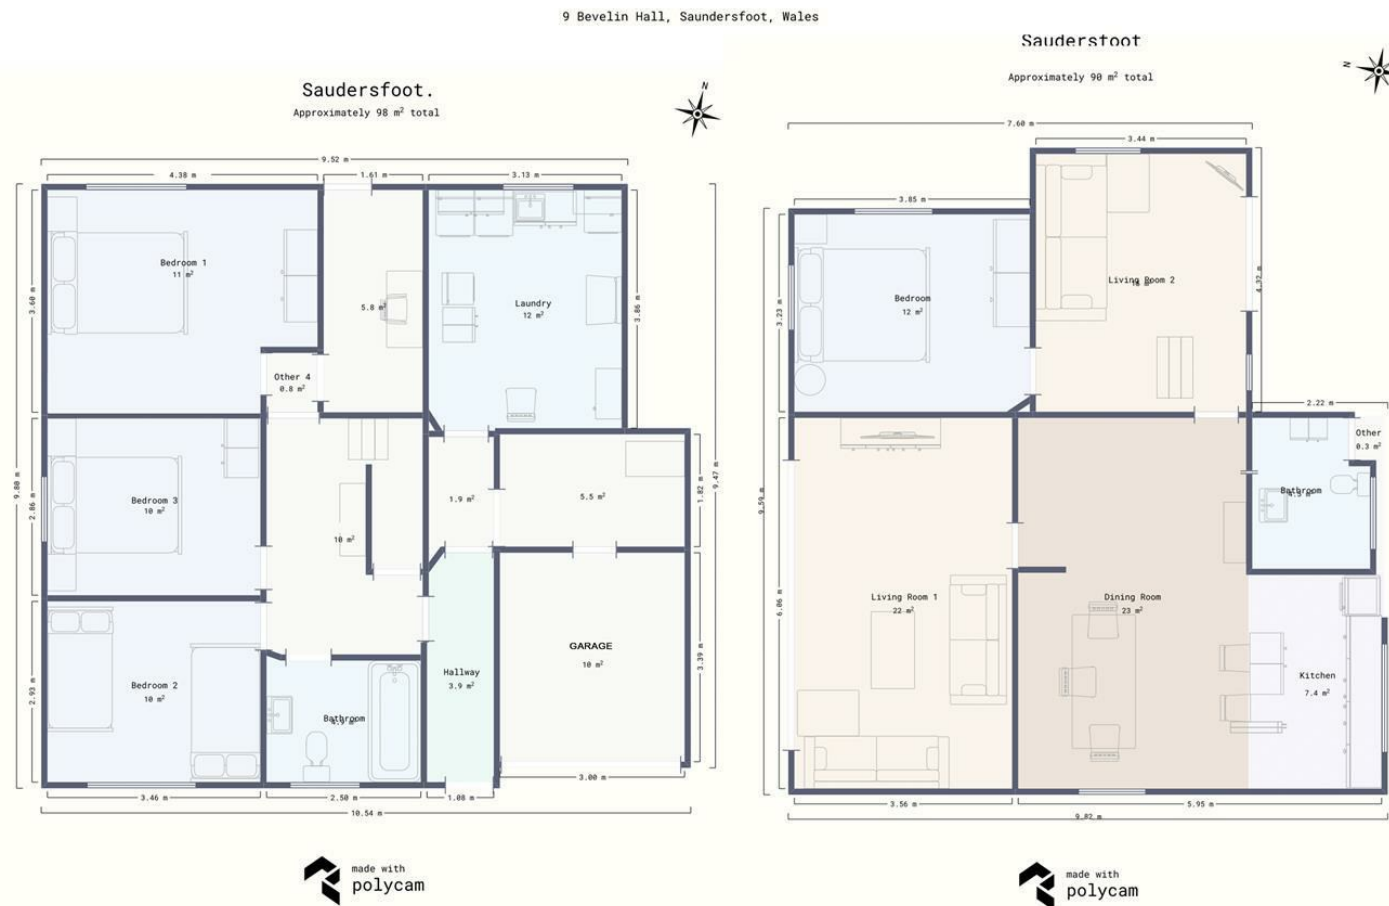 9 Bevelin Hall, Saundersfoot, Wales
Saudersfoot.
Approximately 98 m² total
N
9.52 m
4.38 m
1.61 m
3.13 m
Bedroom 1
11 m²
3.60 m
5.8 m²
Laundry
12 m²
3.86 m
Other 4
0.8 m²
9.80 m
2.86 m
Bedroom 3
10 m²
10 m²
1.9 m²
5.5 m²
1.82 m
9.47 m
2.93 m
Bedroom 2
10 m²
Bathroom
Hallway
3.9 m²
GARAGE
10 m²
3.39 m
3.00 m
3.46 m
2.50 m
1.08 m
10.54 m
made with
polycam
Saudersfoot
Approximately 90 m² total
N
7.60 m
3.44 m
3.85 m
Bedroom
12 m²
3.23 m
Living Room 2
4.32 m
2.22 m
Other
0.3 m²
Bathroom
9.59 m
6.06 m
Living Room 1
22 m²
Dining Room
23 m²
Kitchen
7.4 m²
3.56 m
5.95 m
9.82 m
made with
polycam